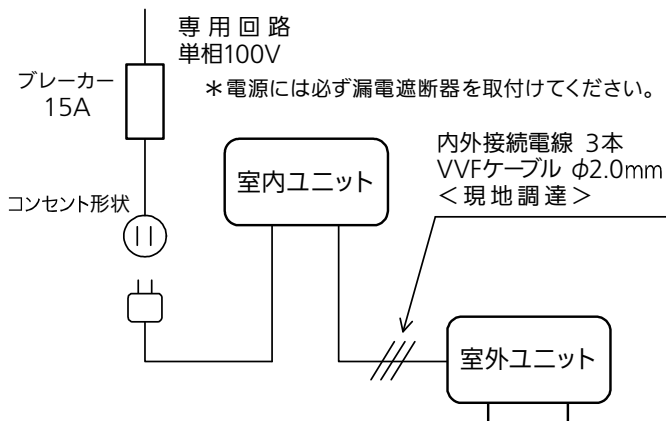 専用回路
単相100V
ブレーカー
15A
＊電源には必ず漏電遮断器を取付けてください。
内外接続電線 3本
VVFケーブル φ2.0mm
＜現地調達＞
室内ユニット
コンセント形状
室外ユニット